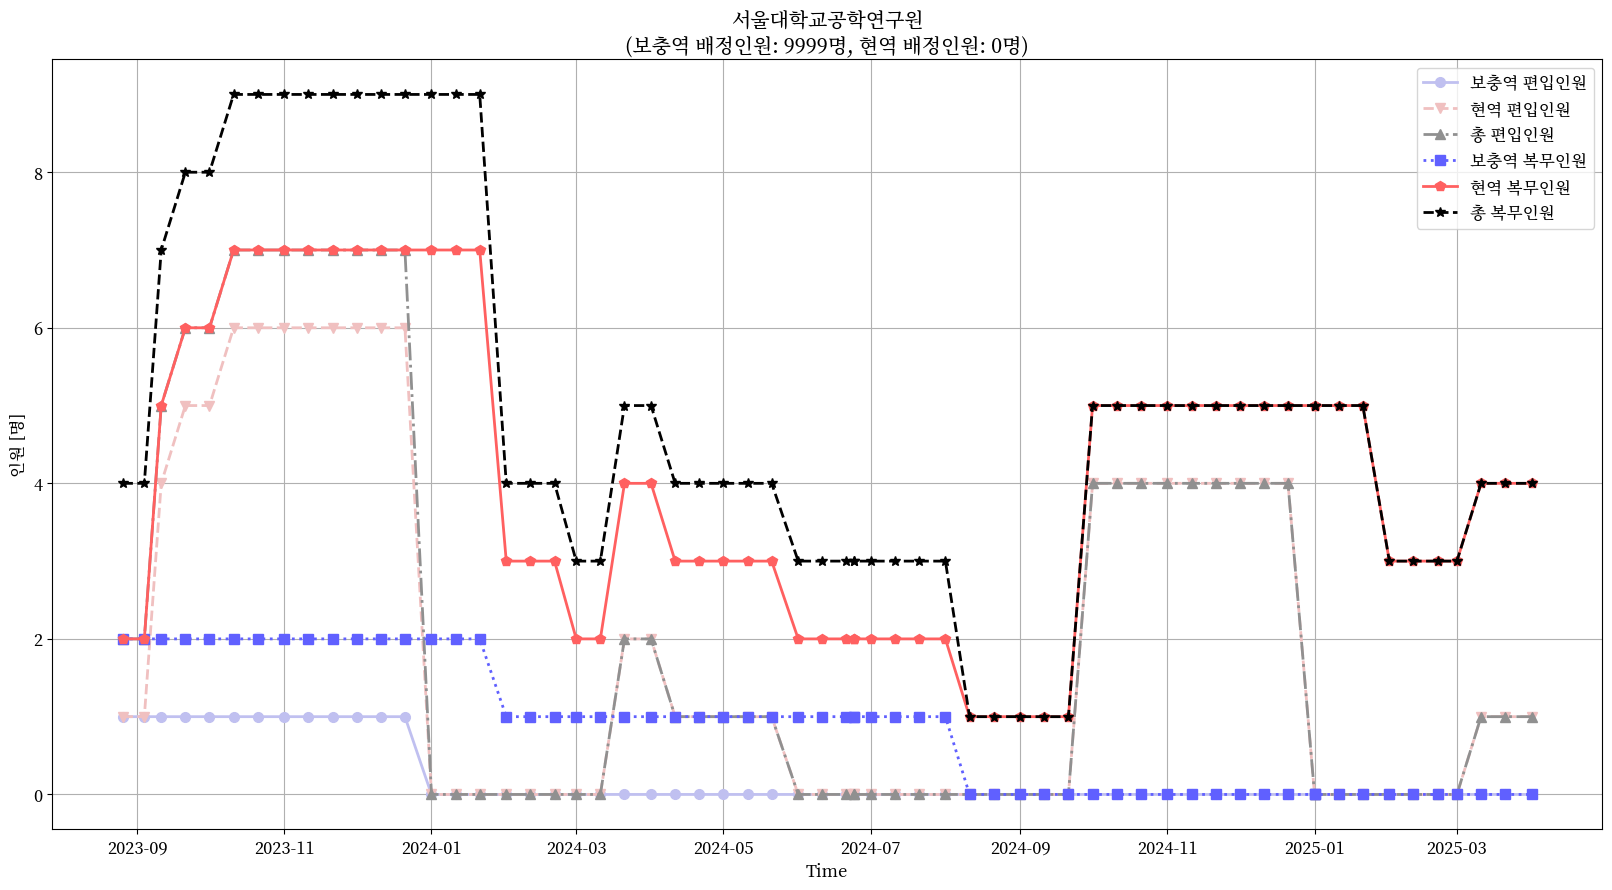 서울대학교공학연구원
(보충역 배정인원: 9999명, 현역 배정인원: 0명)
보충역 편입인원
현역 편입인원
총 편입인원
보충역 복무인원
현역 복무인원
총 복무인원
인원 [명]
8
6
4
2
0
2023-09 2023-11 2024-01 2024-03 2024-05 2024-07 2024-09 2024-11 2025-01 2025-03
Time